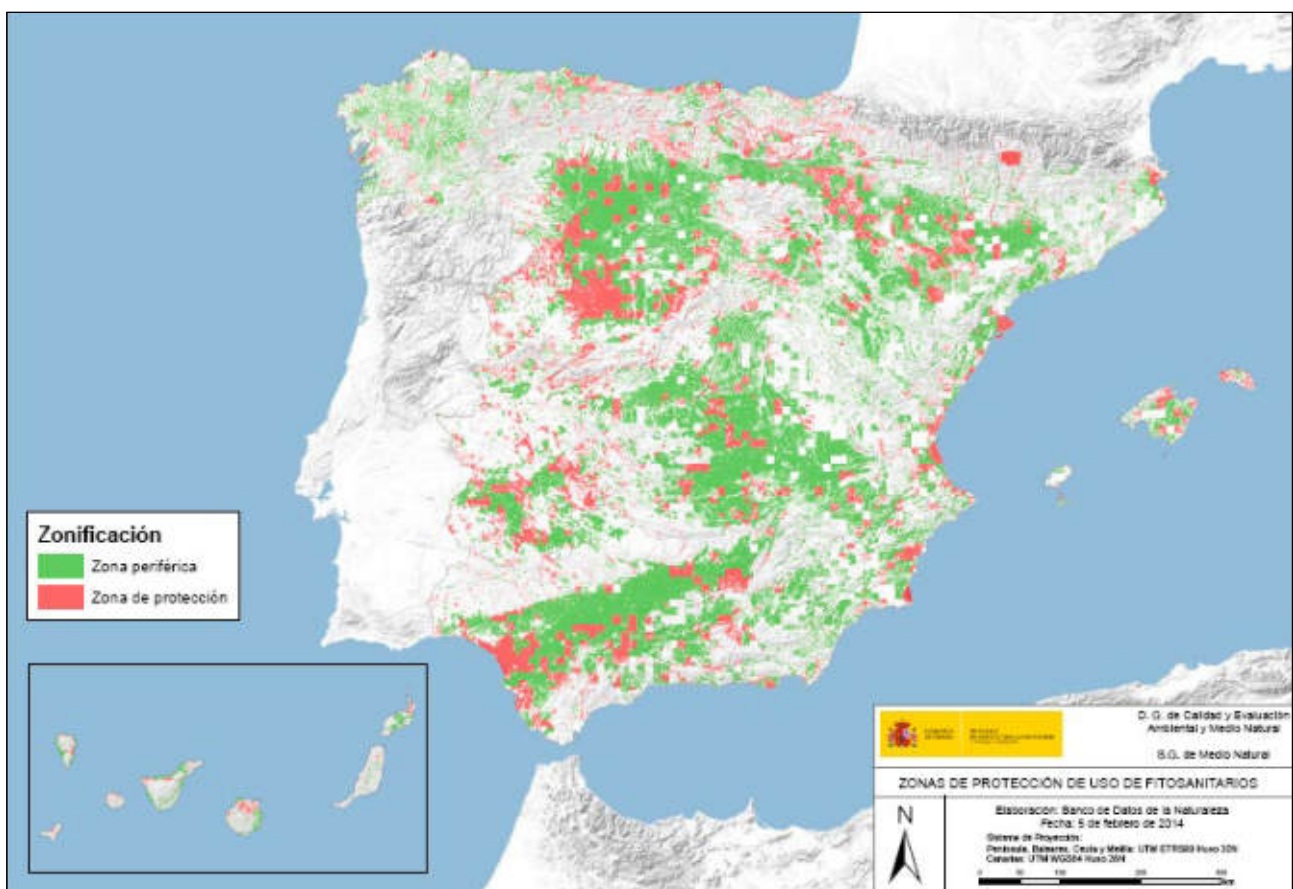 Zonificación
Zona periférica
Zona de protección
D. G. de Calidad y Evaluación
Ambiental y Medio Natural
S.G. de Medio Natural
ZONAS DE PROTECCIÓN DE USO DE FITOSANITARIOS
N
Elaboración: Banco de Datos de la Naturaleza
Fecha: 5 de febrero de 2014
Sistema de Proyección:
Península, Baleares, Ceuta y Melilla: UTM ETRS89 Huso 30N
Canarias: UTM WGS84 Huso 28N